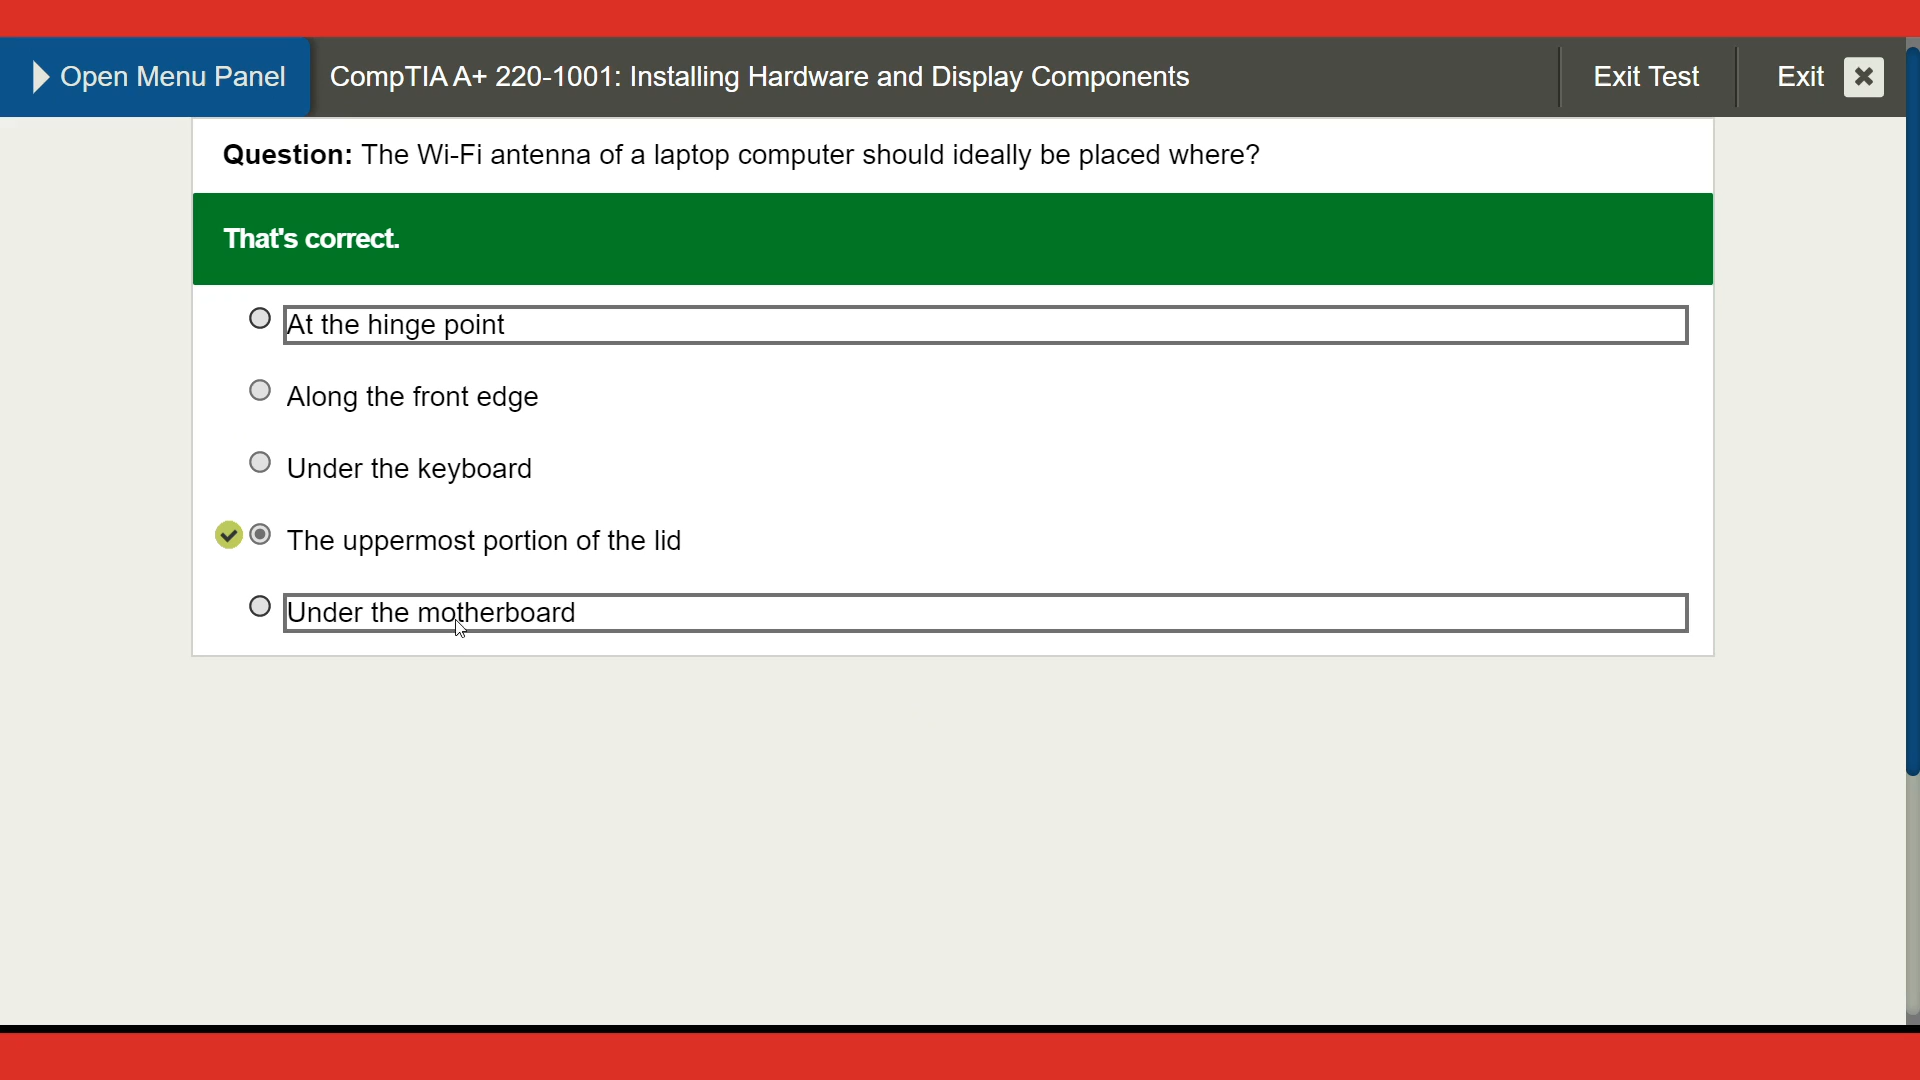 Open Menu Panel
CompTIA A+ 220-1001: Installing Hardware and Display Components
Exit Test
Exit
Question: The Wi-Fi antenna of a laptop computer should ideally be placed where?
That's correct.
At the hinge point
Along the front edge
Under the keyboard
The uppermost portion of the lid
Under the motherboard